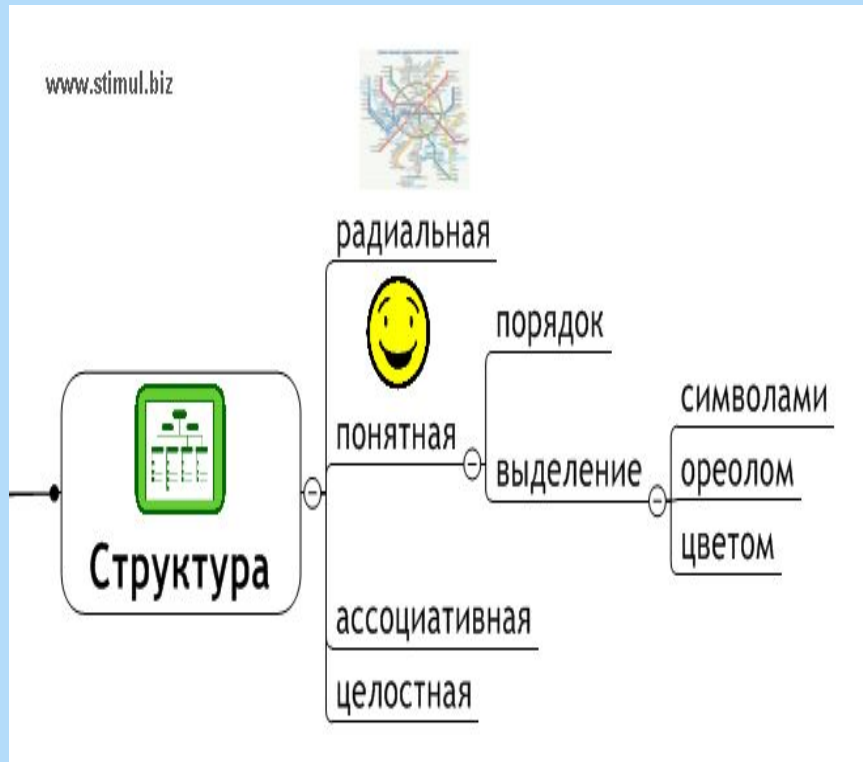 www.stimul.biz
радиальная
понятная
порядок
выделение
символами
ореолом
цветом
Структура
ассоциативная
целостная